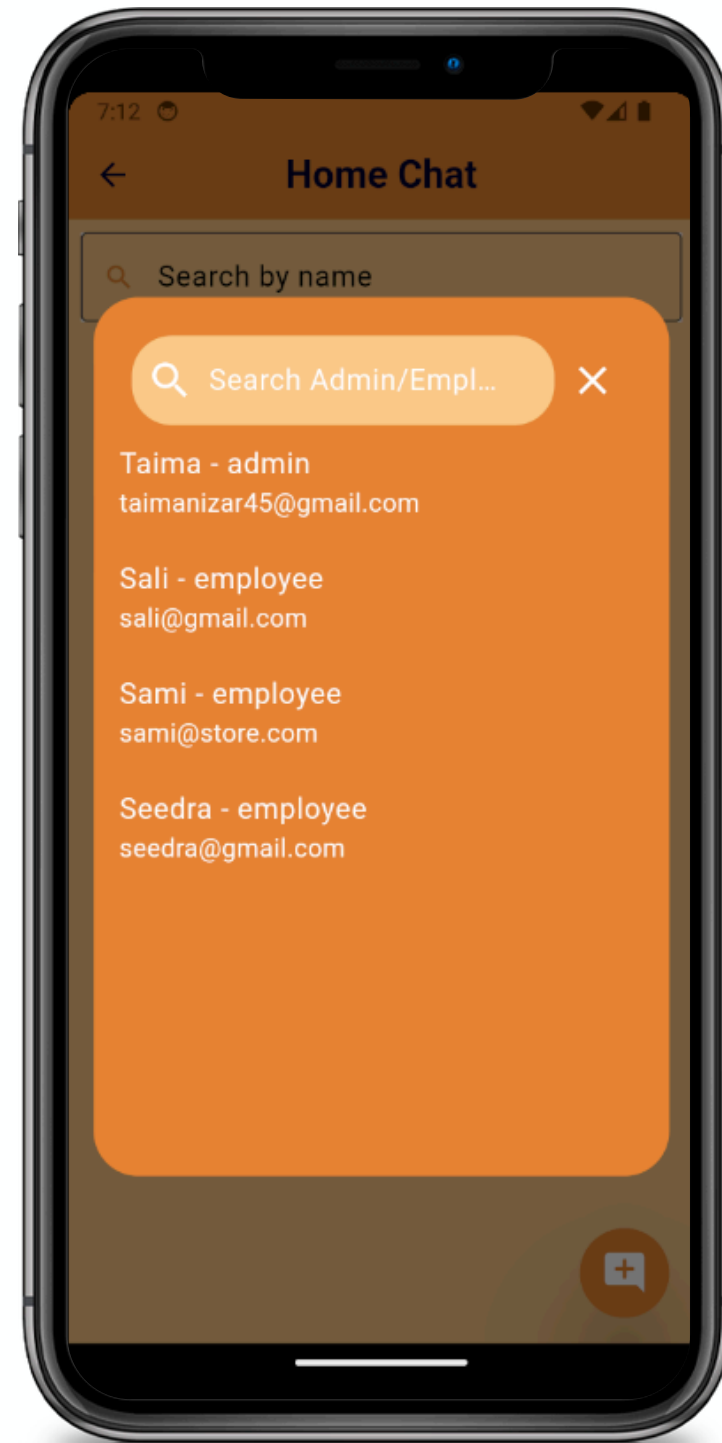 7:12
Home Chat
Search by name
Search Admin/Empl...
Taima - admin
taimanizar45@gmail.com
Sali - employee
sali@gmail.com
Sami - employee
sami@store.com
Seedra - employee
seedra@gmail.com